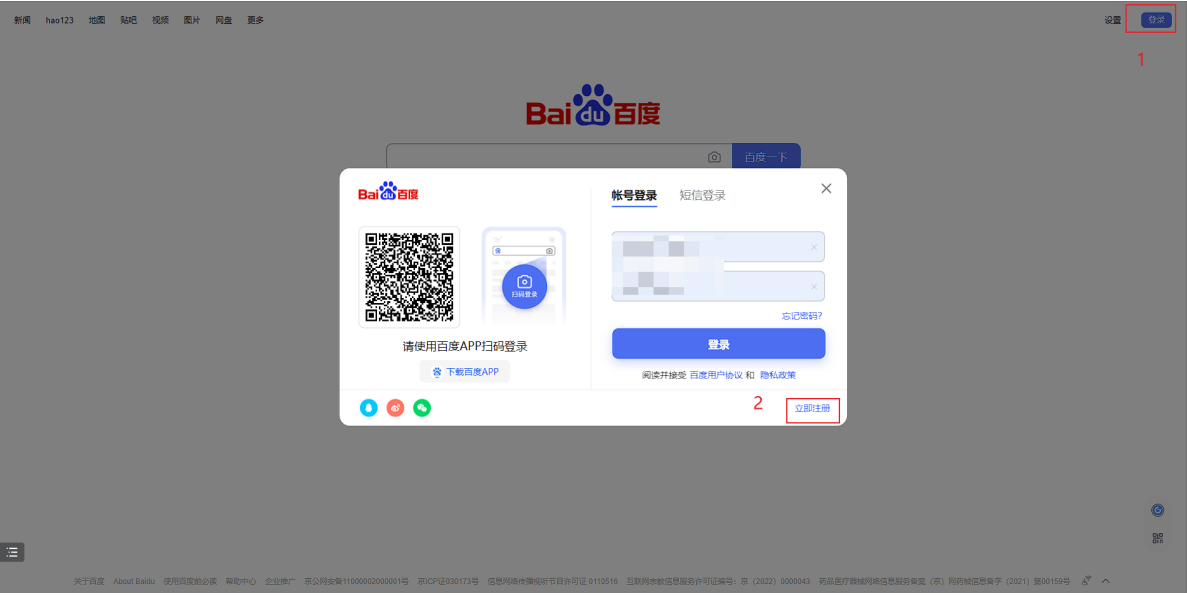 新闻 hao123 地图 贴吧 视频 图片 网盘 更多 设置 登录
1
Bai du 百度
百度一下
Bai du 百度
帐号登录 短信登录
扫码登录
忘记密码?
请使用百度APP扫码登录
登录
下载百度APP
阅读并接受 百度用户协议 和 隐私政策
2
立即注册
关于百度 About Baidu 使用百度前必读 帮助中心 企业推广 京公网安备11000002000001号 京ICP证030173号 信息网络传播视听节目许可证 0110516 互联网宗教信息服务许可证编号：京（2022）0000043 药品医疗器械网络信息服务备案（京）网药械信息备字（2021）第00159号